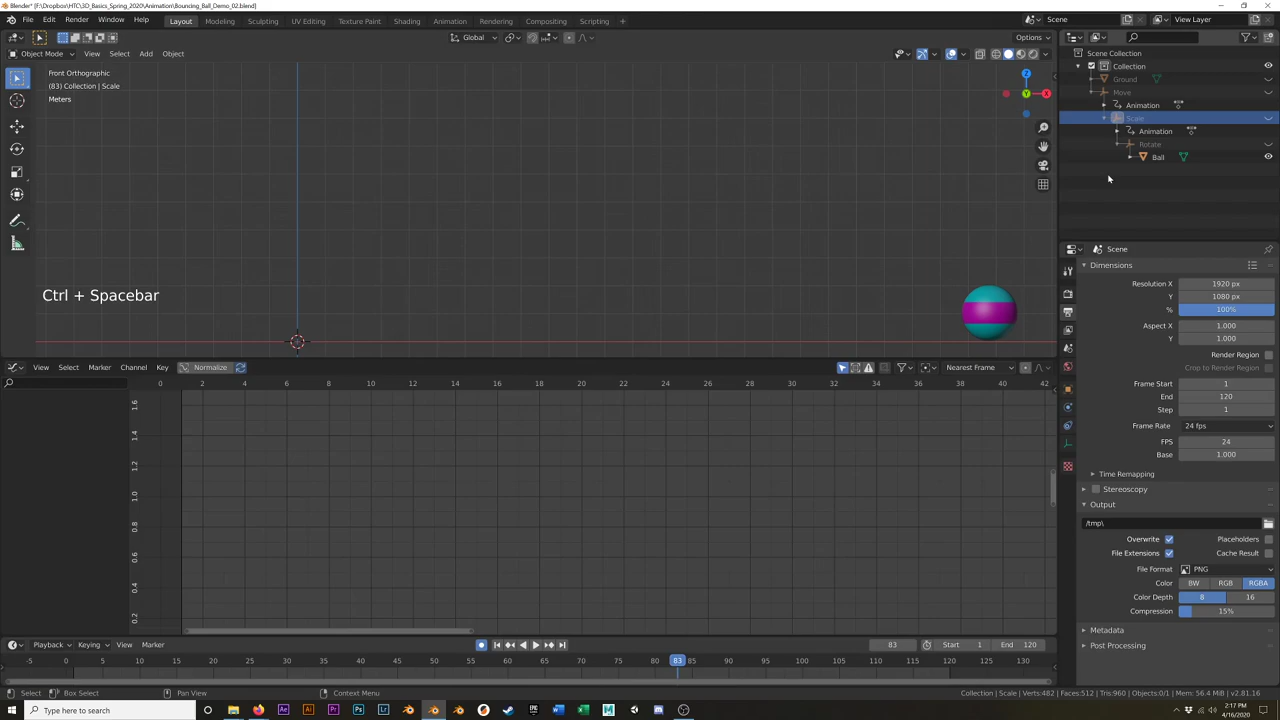 Blender* [F:\Dropbox\HTC\3D_Basics_Spring_2020\Animation\Bouncing_Ball_Demo_02.blend]
File Edit Render Window Help Layout Modeling Sculpting UV Editing Texture Paint Shading Animation Rendering Compositing Scripting + Scene View Layer
Global Options
Object Mode View Select Add Object
Scene Collection
Collection
Ground
Move
Animation
Scale
Animation
Rotate
Ball
Front Orthographic
(83) Collection | Scale
Meters
Z
Y
X
Ctrl + Spacebar
Scene
Dimensions
Resolution X 1920 px
Y 1080 px
% 100%
Aspect X 1.000
Y 1.000
Render Region
Crop to Render Region
Frame Start 1
End 120
Step 1
Frame Rate 24 fps
FPS 24
Base 1.000
Time Remapping
Stereoscopy
Output
/tmp\
Overwrite Placeholders
File Extensions Cache Result
File Format PNG
Color BW RGB RGBA
Color Depth 8 16
Compression 15%
Metadata
Post Processing
View Select Marker Channel Key Normalize Nearest Frame
0 2 4 6 8 10 12 14 16 18 20 22 24 26 28 30 32 34 36 38 40 42
1.6
1.4
1.2
1.0
0.8
0.6
0.4
0.2
Playback Keying View Marker 83 Start 1 End 120
-5 0 5 10 15 20 25 30 35 40 45 50 55 60 65 70 75 80 83 85 90 95 100 105 110 115 120 125 130
Select Box Select Pan View Context Menu Collection | Scale | Verts:482 | Faces:512 | Tris:960 | Objects:0/1 | Mem: 56.4 MiB | v2.81.16
Type here to search
2:17 PM
4/16/2020